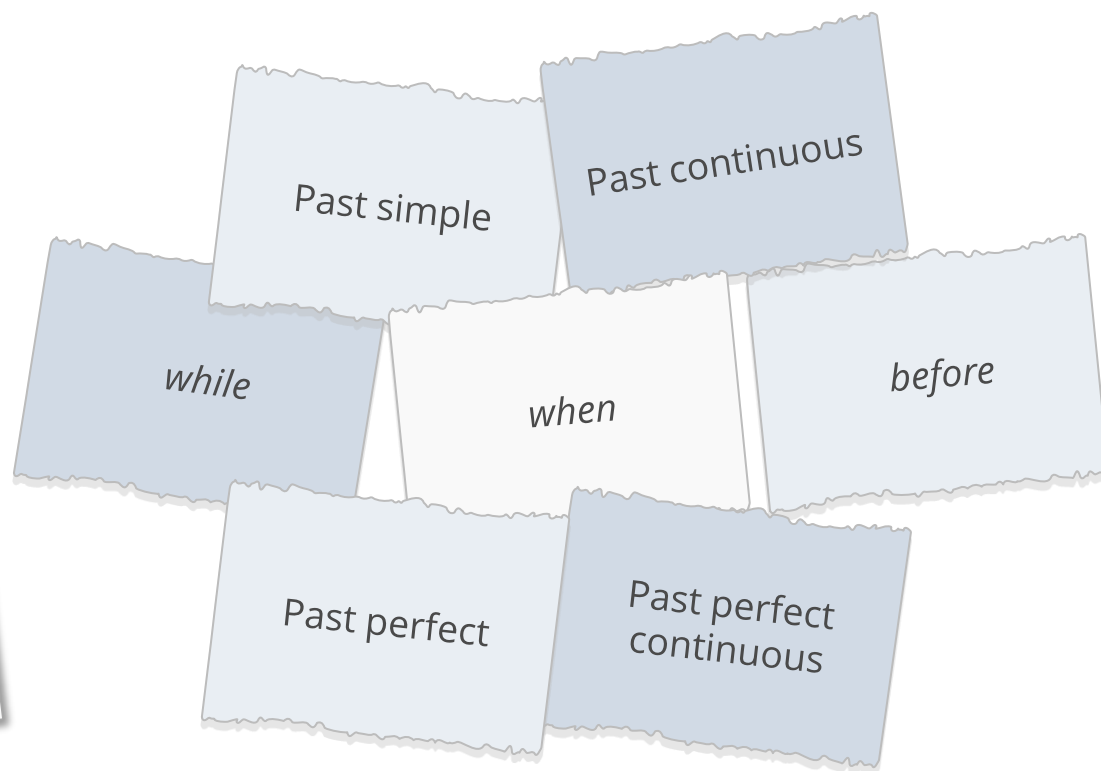 Past simple
Past continuous
while
when
before
Past perfect
Past perfect
continuous